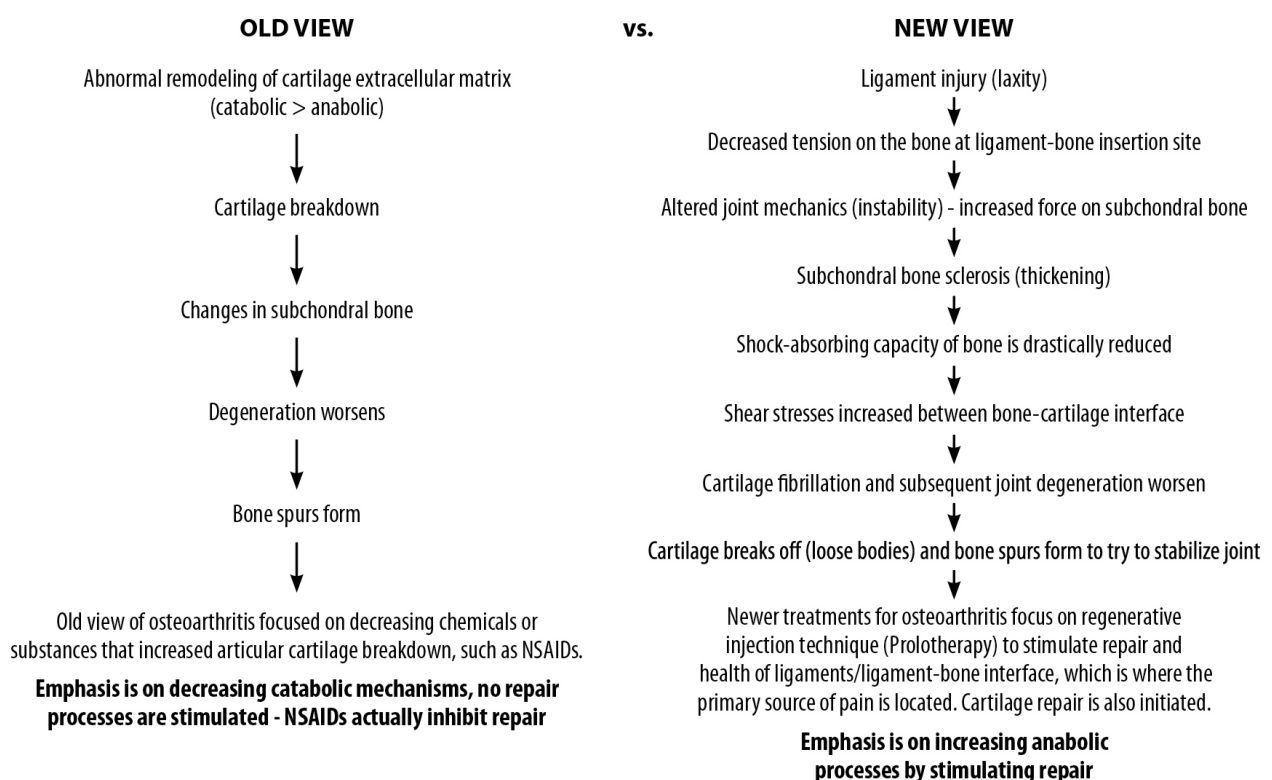 OLD VIEW
vs.
NEW VIEW
Abnormal remodeling of cartilage extracellular matrix
(catabolic > anabolic)
Cartilage breakdown
Changes in subchondral bone
Degeneration worsens
Bone spurs form
Old view of osteoarthritis focused on decreasing chemicals or
substances that increased articular cartilage breakdown, such as NSAIDs.
Emphasis is on decreasing catabolic mechanisms, no repair
processes are stimulated - NSAIDs actually inhibit repair
Ligament injury (laxity)
Decreased tension on the bone at ligament-bone insertion site
Altered joint mechanics (instability) - increased force on subchondral bone
Subchondral bone sclerosis (thickening)
Shock-absorbing capacity of bone is drastically reduced
Shear stresses increased between bone-cartilage interface
Cartilage fibrillation and subsequent joint degeneration worsen
Cartilage breaks off (loose bodies) and bone spurs form to try to stabilize joint
Newer treatments for osteoarthritis focus on regenerative
injection technique (Prolotherapy) to stimulate repair and
health of ligaments/ligament-bone interface, which is where the
primary source of pain is located. Cartilage repair is also initiated.
Emphasis is on increasing anabolic
processes by stimulating repair